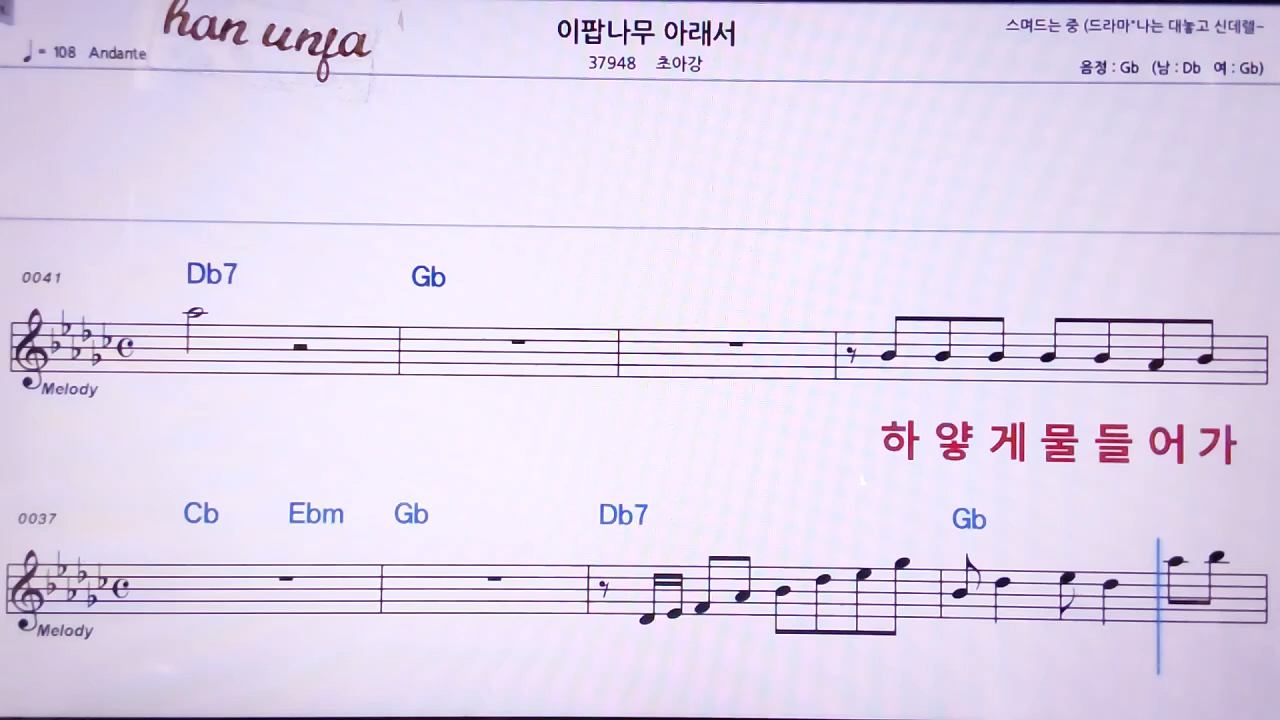 han unja
♩= 108 Andante
이팝나무 아래서
37948 초아강
스며드는 중 (드라마"나는 대놓고 신데렐~
음정 : Gb (남 : Db 여 : Gb)
0041
Db7 Gb
Melody
하 얗 게 물 들 어 가
0037
Cb Ebm Gb Db7 Gb
Melody